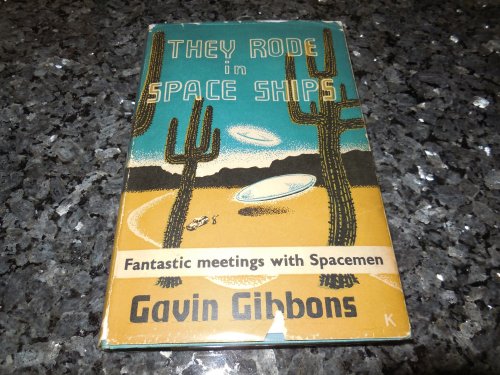 THEY RODE
in
SPACE SHIPS
Fantastic meetings with Spacemen
Gavin Gibbons
K